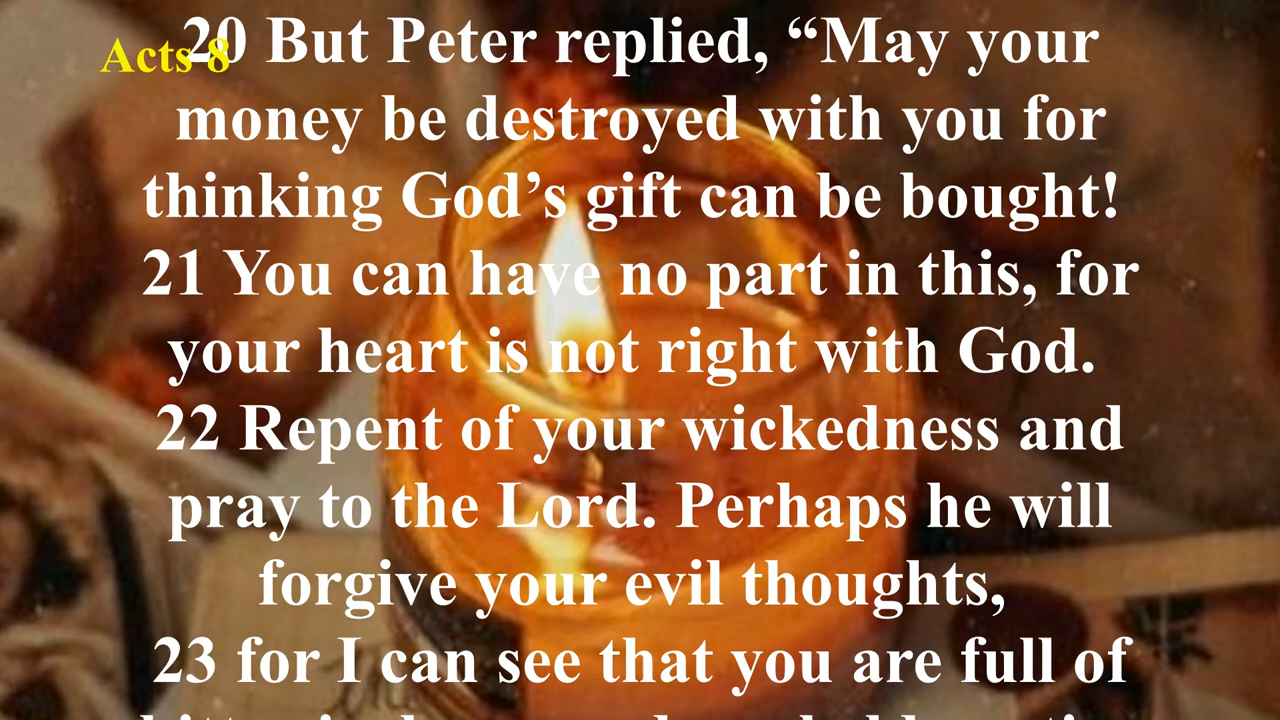 Acts 8
20 But Peter replied, “May your
money be destroyed with you for
thinking God’s gift can be bought!
21 You can have no part in this, for
your heart is not right with God.
22 Repent of your wickedness and
pray to the Lord. Perhaps he will
forgive your evil thoughts,
23 for I can see that you are full of